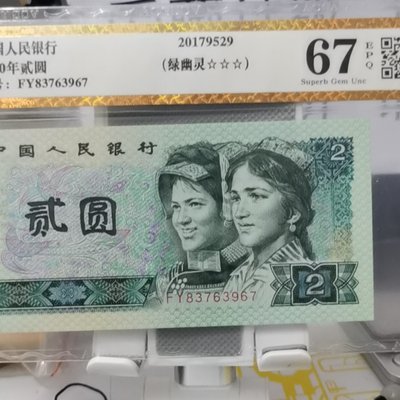 国人民银行
0年贰圆
号: FY83763967
20179529
(绿幽灵☆☆☆)
67
EPQ
Superb Gem Unc
中国人民银行
贰圆
2
FY83763967
2